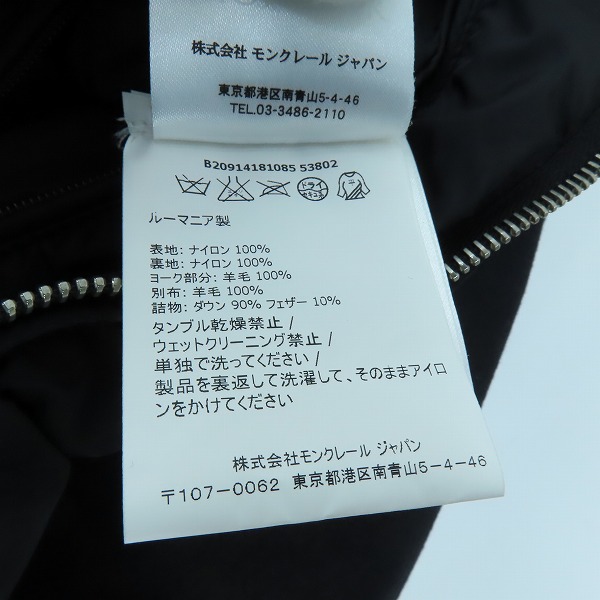 株式会社 モンクレール ジャパン
東京都港区南青山5-4-46
TEL.03-3486-2110
B20914181085 53802
ドライ
セキユ系
ルーマニア製
表地: ナイロン 100%
裏地: ナイロン 100%
ヨーク部分: 羊毛 100%
別布: 羊毛 100%
詰物: ダウン 90% フェザー 10%
タンブル乾燥禁止 /
ウェットクリーニング禁止 /
単独で洗ってください /
製品を裏返して洗濯して、そのままアイロ
ンをかけてください
株式会社モンクレール ジャパン
〒107-0062 東京都港区南青山5-4-46